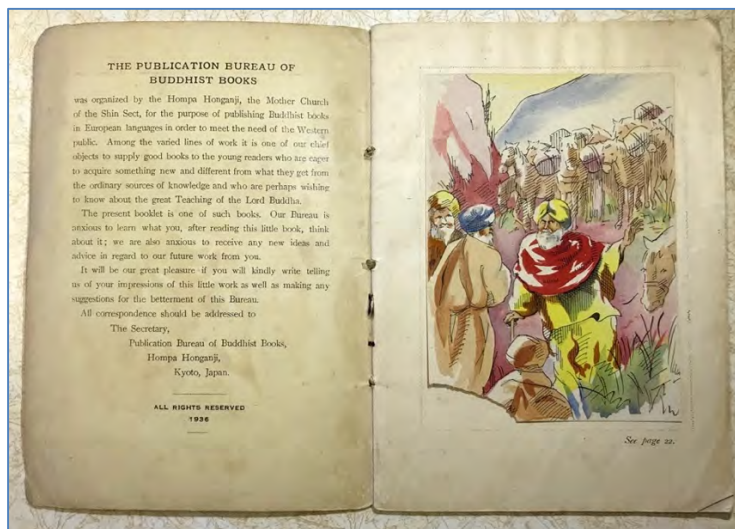 THE PUBLICATION BUREAU OF
BUDDHIST BOOKS
was organized by the Hompa Honganji, the Mother Church
of the Shin Sect, for the purpose of publishing Buddhist books
in European languages in order to meet the need of the Western
public. Among the varied lines of work it is one of our chief
objects to supply good books to the young readers who are eager
to acquire something new and different from what they get from
the ordinary sources of knowledge and who are perhaps wishing
to know about the great Teaching of the Lord Buddha.
The present booklet is one of such books. Our Bureau is
anxious to learn what you, after reading this little book, think
about it; we are also anxious to receive any new ideas and
advice in regard to our future work from you.
It will be our great pleasure if you will kindly write telling
us of your impressions of this little work as well as making any
suggestions for the betterment of this Bureau.
All correspondence should be addressed to
The Secretary,
Publication Bureau of Buddhist Books,
Hompa Honganji,
Kyoto, Japan.
ALL RIGHTS RESERVED
1936
See page 22.